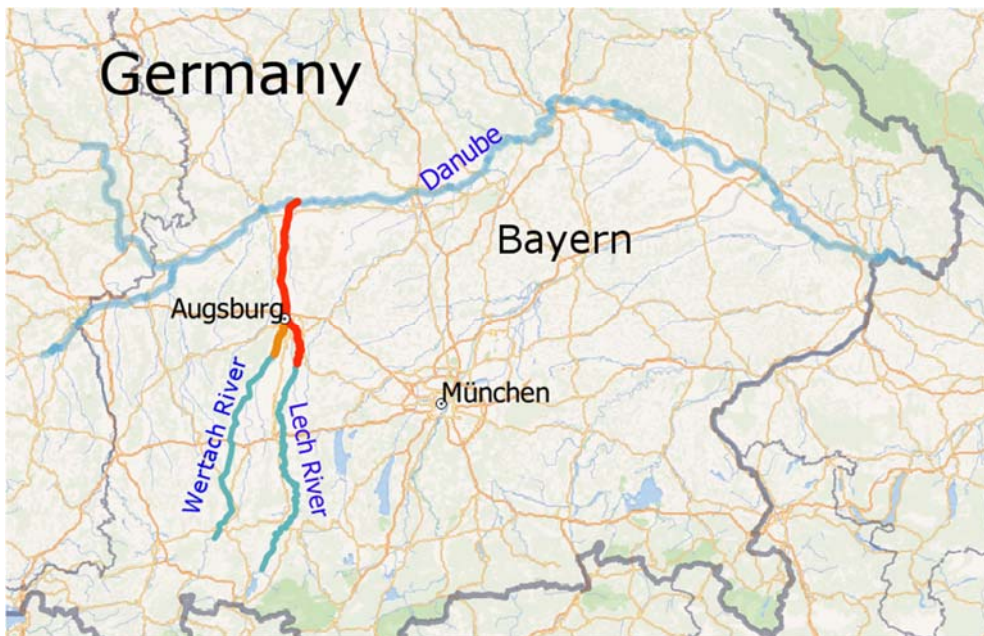 Germany
Danube
Bayern
Augsburg
München
Wertach River
Lech River